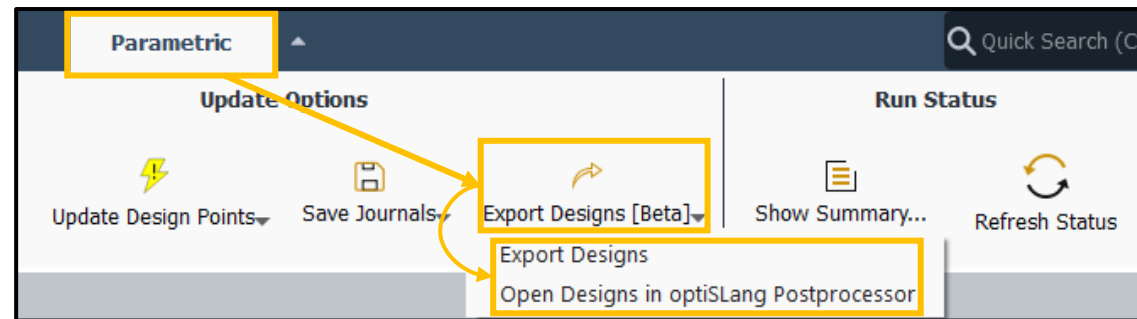 Parametric
Quick Search (C
Update Options
Run Status
Update Design Points
Save Journals
Export Designs [Beta]
Show Summary...
Refresh Status
Export Designs
Open Designs in optiSLang Postprocessor